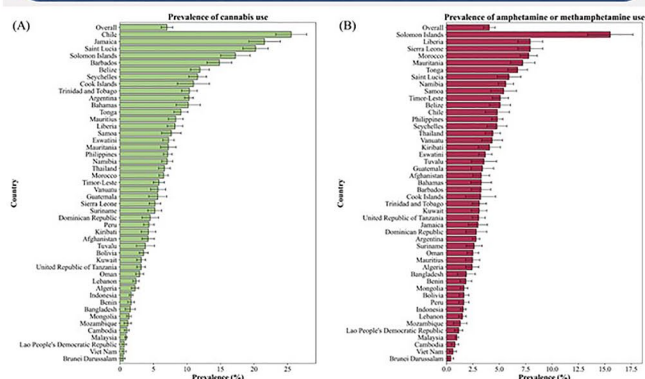 (A)
Prevalence of cannabis use
Overall
Chile
Jamaica
Saint Lucia
Solomon Islands
Barbados
Belize
Seychelles
Cook Islands
Trinidad and Tobago
Argentina
Bahamas
Tonga
Mauritius
Liberia
Samoa
Eswatini
Mauritania
Philippines
Namibia
Thailand
Morocco
Timor-Leste
Vanuatu
Guatemala
Sierra Leone
Suriname
Dominican Republic
Peru
Kiribati
Afghanistan
Tuvalu
Bolivia
Kuwait
United Republic of Tanzania
Oman
Lebanon
Algeria
Indonesia
Benin
Bangladesh
Mongolia
Mozambique
Cambodia
Malaysia
Lao People's Democratic Republic
Viet Nam
Brunei Darussalam
Country
0 5 10 15 20 25
Prevalence (%)
(B)
Prevalence of amphetamine or methamphetamine use
Overall
Solomon Islands
Liberia
Sierra Leone
Morocco
Mauritania
Tonga
Saint Lucia
Namibia
Samoa
Timor-Leste
Belize
Chile
Philippines
Seychelles
Thailand
Vanuatu
Kiribati
Eswatini
Tuvalu
Guatemala
Afghanistan
Bahamas
Barbados
Cook Islands
Trinidad and Tobago
Kuwait
United Republic of Tanzania
Jamaica
Dominican Republic
Argentina
Suriname
Oman
Mauritius
Algeria
Bangladesh
Benin
Mongolia
Bolivia
Peru
Indonesia
Lebanon
Mozambique
Lao People's Democratic Republic
Malaysia
Cambodia
Viet Nam
Brunei Darussalam
Country
0.0 2.5 5.0 7.5 10.0 12.5 15.0 17.5
Prevalence (%)